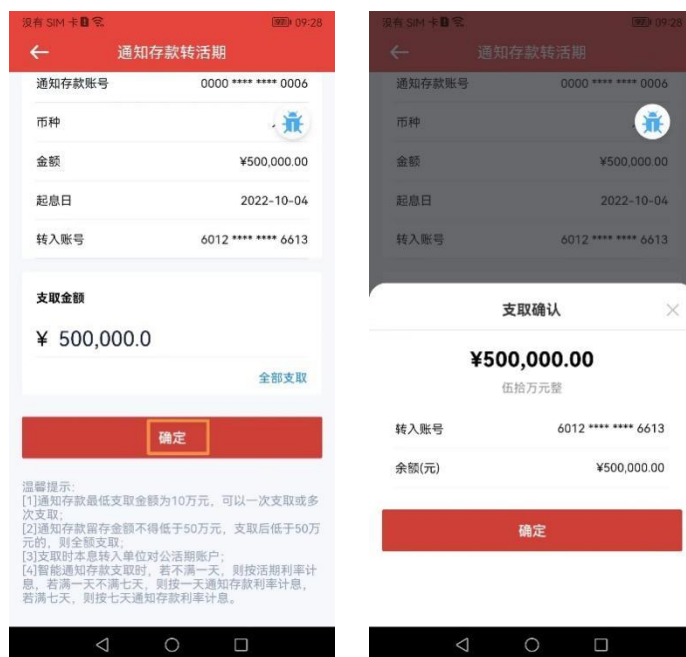 没有 SIM 卡 09:28
通知存款转活期
通知存款账号 0000 **** **** 0006
币种
金额 ¥500,000.00
起息日 2022-10-04
转入账号 6012 **** **** 6613
支取金额
¥ 500,000.0
全部支取
确定
温馨提示:
[1]通知存款最低支取金额为10万元，可以一次支取或多
次支取;
[2]通知存款留存金额不得低于50万元，支取后低于50万
元的，则全额支取;
[3]支取时本息转入单位对公活期账户;
[4]智能通知存款支取时，若不满一天，则按活期利率计
息，若满一天不满七天，则按一天通知存款利率计息，
若满七天，则按七天通知存款利率计息。
没有 SIM 卡 09:28
通知存款转活期
通知存款账号 0000 **** **** 0006
币种
金额 ¥500,000.00
起息日 2022-10-04
转入账号 6012 **** **** 6613
支取确认
¥500,000.00
伍拾万元整
转入账号 6012 **** **** 6613
余额(元) ¥500,000.00
确定